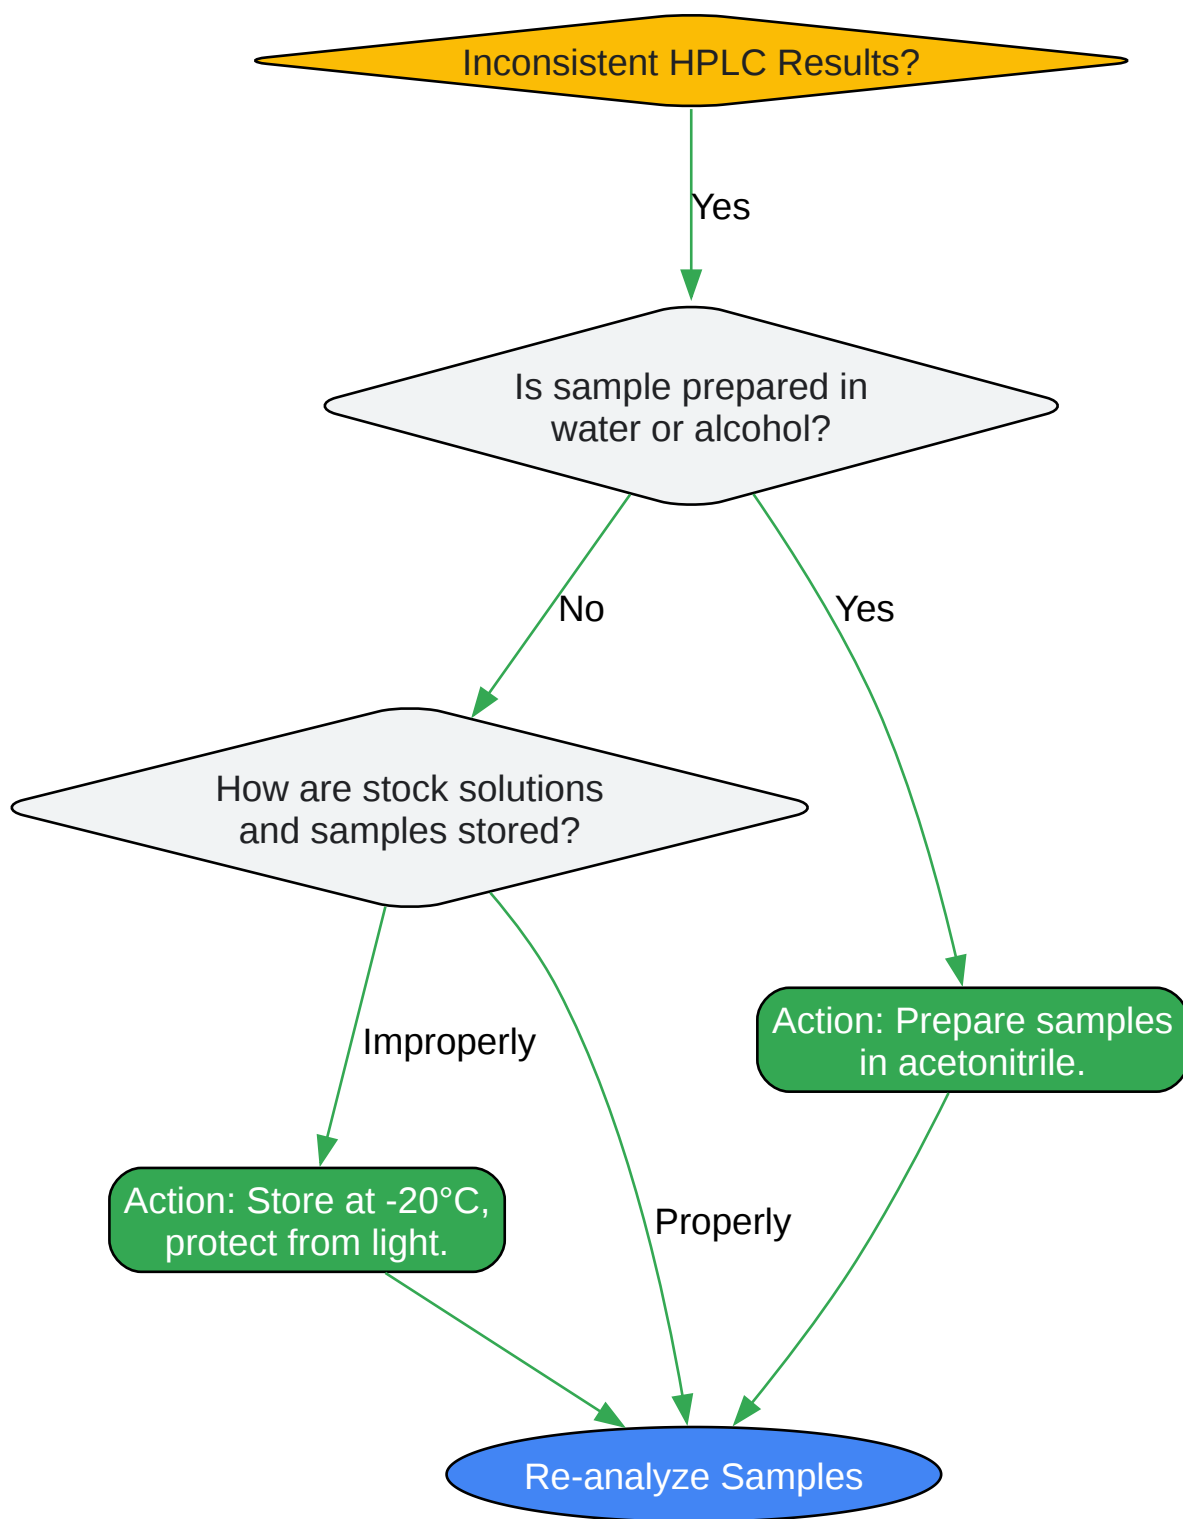 Inconsistent HPLC Results?
Yes
Is sample prepared in
water or alcohol?
No
Yes
How are stock solutions
and samples stored?
Action: Prepare samples
in acetonitrile.
Improperly
Action: Store at -20°C,
protect from light.
Properly
Re-analyze Samples